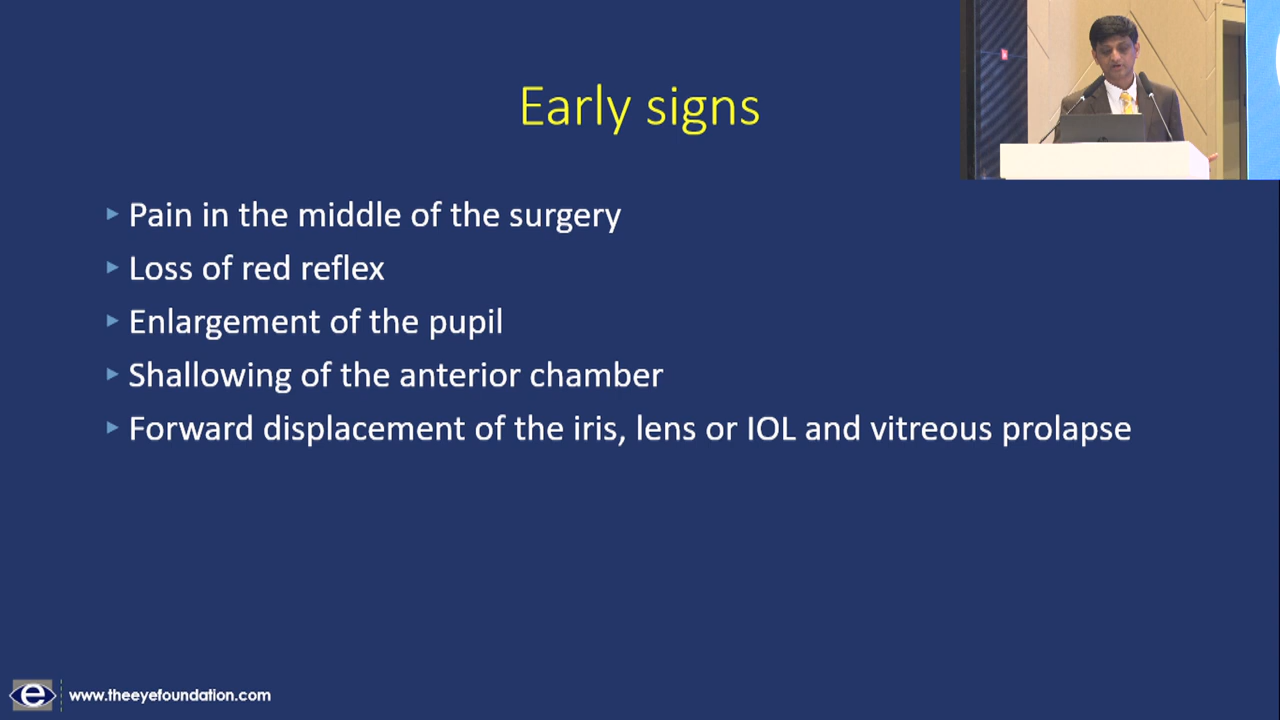 Early signs
Pain in the middle of the surgery
Loss of red reflex
Enlargement of the pupil
Shallowing of the anterior chamber
Forward displacement of the iris, lens or IOL and vitreous prolapse
e
www.theeyefoundation.com